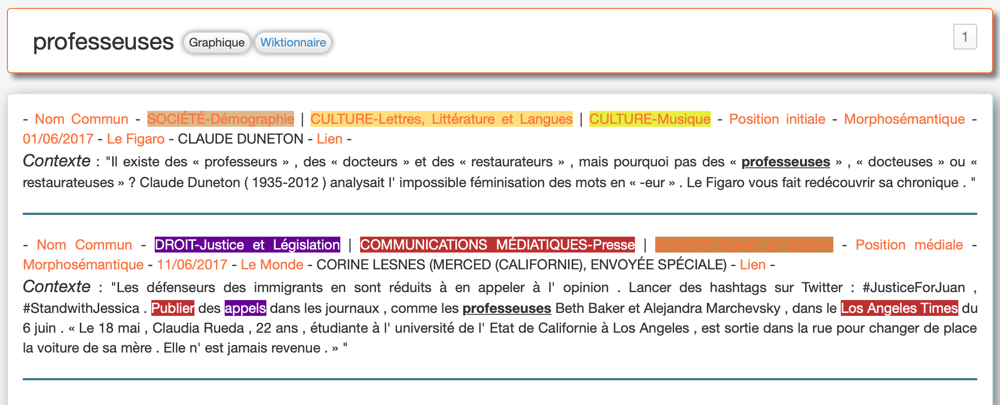 professeuses Graphique Wiktionnaire 1
- Nom Commun - SOCIÉTÉ-Démographie | CULTURE-Lettres, Littérature et Langues | CULTURE-Musique - Position initiale - Morphosémantique -
01/06/2017 - Le Figaro - CLAUDE DUNETON - Lien -
Contexte : "Il existe des « professeurs » , des « docteurs » et des « restaurateurs » , mais pourquoi pas des « professeuses » , « docteuses » ou «
restaurateuses » ? Claude Duneton ( 1935-2012 ) analysait l' impossible féminisation des mots en « -eur » . Le Figaro vous fait redécouvrir sa chronique . "
- Nom Commun - DROIT-Justice et Législation | COMMUNICATIONS MÉDIATIQUES-Presse | SOCIÉTÉ-Travail et Métiers - Position médiale -
Morphosémantique - 11/06/2017 - Le Monde - CORINE LESNES (MERCED (CALIFORNIE), ENVOYÉE SPÉCIALE) - Lien -
Contexte : "Les défenseurs des immigrants en sont réduits à en appeler à l' opinion . Lancer des hashtags sur Twitter : #JusticeForJuan ,
#StandwithJessica . Publier des appels dans les journaux , comme les professeuses Beth Baker et Alejandra Marchevsky , dans le Los Angeles Times du
6 juin . « Le 18 mai , Claudia Rueda , 22 ans , étudiante à l' université de l' Etat de Californie à Los Angeles , est sortie dans la rue pour changer de place
la voiture de sa mère . Elle n' est jamais revenue . » "